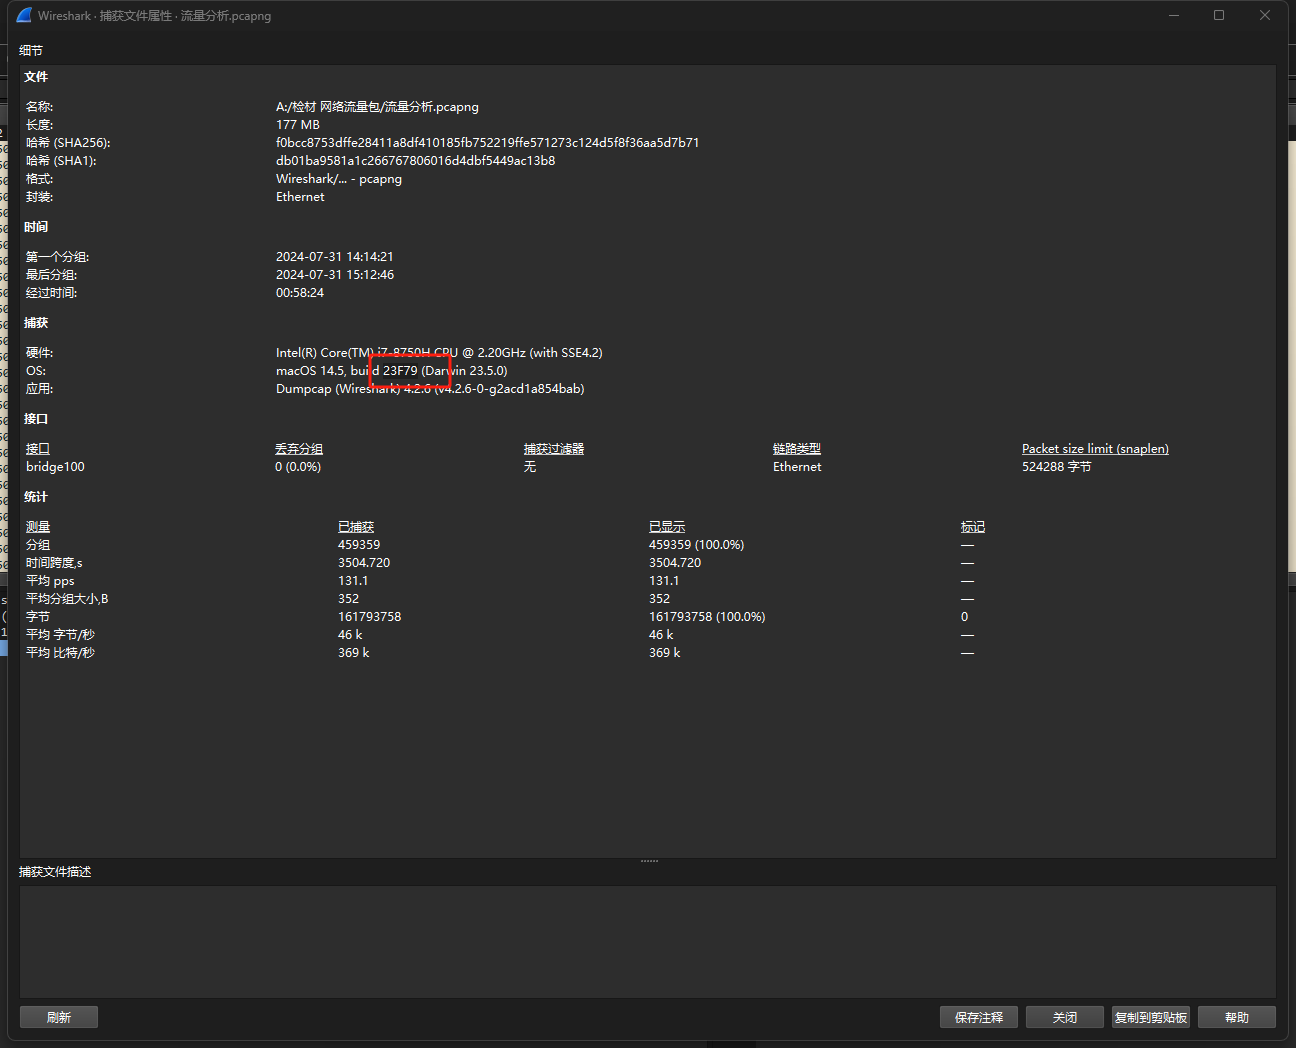 Wireshark · 捕获文件属性 · 流量分析.pcapng
细节
文件
名称: A:/检材 网络流量包/流量分析.pcapng
长度: 177 MB
哈希 (SHA256): f0bcc8753dffe28411a8df410185fb752219ffe571273c124d5f8f36aa5d7b71
哈希 (SHA1): db01ba9581a1c266767806016d4dbf5449ac13b8
格式: Wireshark/... - pcapng
封装: Ethernet
时间
第一个分组: 2024-07-31 14:14:21
最后分组: 2024-07-31 15:12:46
经过时间: 00:58:24
捕获
硬件: Intel(R) Core(TM) i7-8750H CPU @ 2.20GHz (with SSE4.2)
OS: macOS 14.5, build 23F79 (Darwin 23.5.0)
应用: Dumpcap (Wireshark) 4.2.6 (v4.2.6-0-g2acd1a854bab)
接口
接口 丢弃分组 捕获过滤器 链路类型 Packet size limit (snaplen)
bridge100 0 (0.0%) 无 Ethernet 524288 字节
统计
测量 已捕获 已显示 标记
分组 459359 459359 (100.0%) —
时间跨度,s 3504.720 3504.720 —
平均 pps 131.1 131.1 —
平均分组大小,B 352 352 —
字节 161793758 161793758 (100.0%) 0
平均 字节/秒 46 k 46 k —
平均 比特/秒 369 k 369 k —
捕获文件描述
刷新 保存注释 关闭 复制到剪贴板 帮助